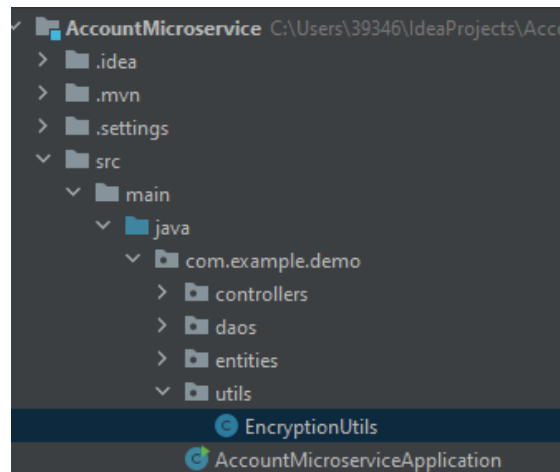 AccountMicroservice C:\Users\39346\IdeaProjects\Acco
.idea
.mvn
.settings
src
main
java
com.example.demo
controllers
daos
entities
utils
EncryptionUtils
AccountMicroserviceApplication